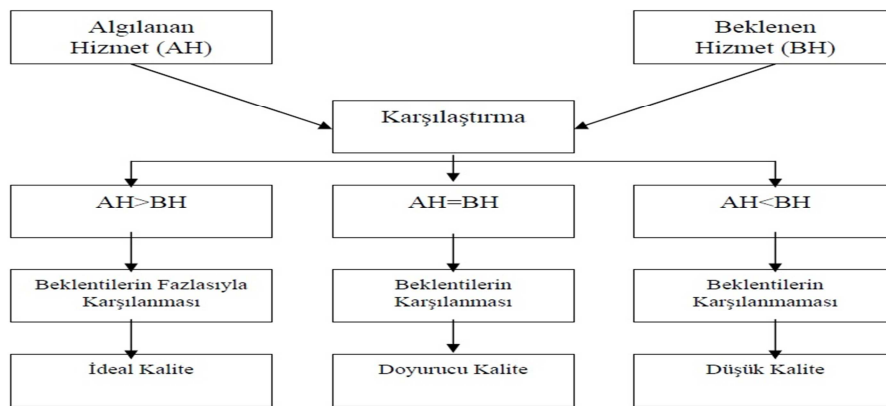 Algılanan
Hizmet (AH)
Beklenen
Hizmet (BH)
Karşılaştırma
AH>BH
AH=BH
AH<BH
Beklentilerin Fazlasıyla
Karşılanması
Beklentilerin
Karşılanması
Beklentilerin
Karşılanmaması
İdeal Kalite
Doyurucu Kalite
Düşük Kalite